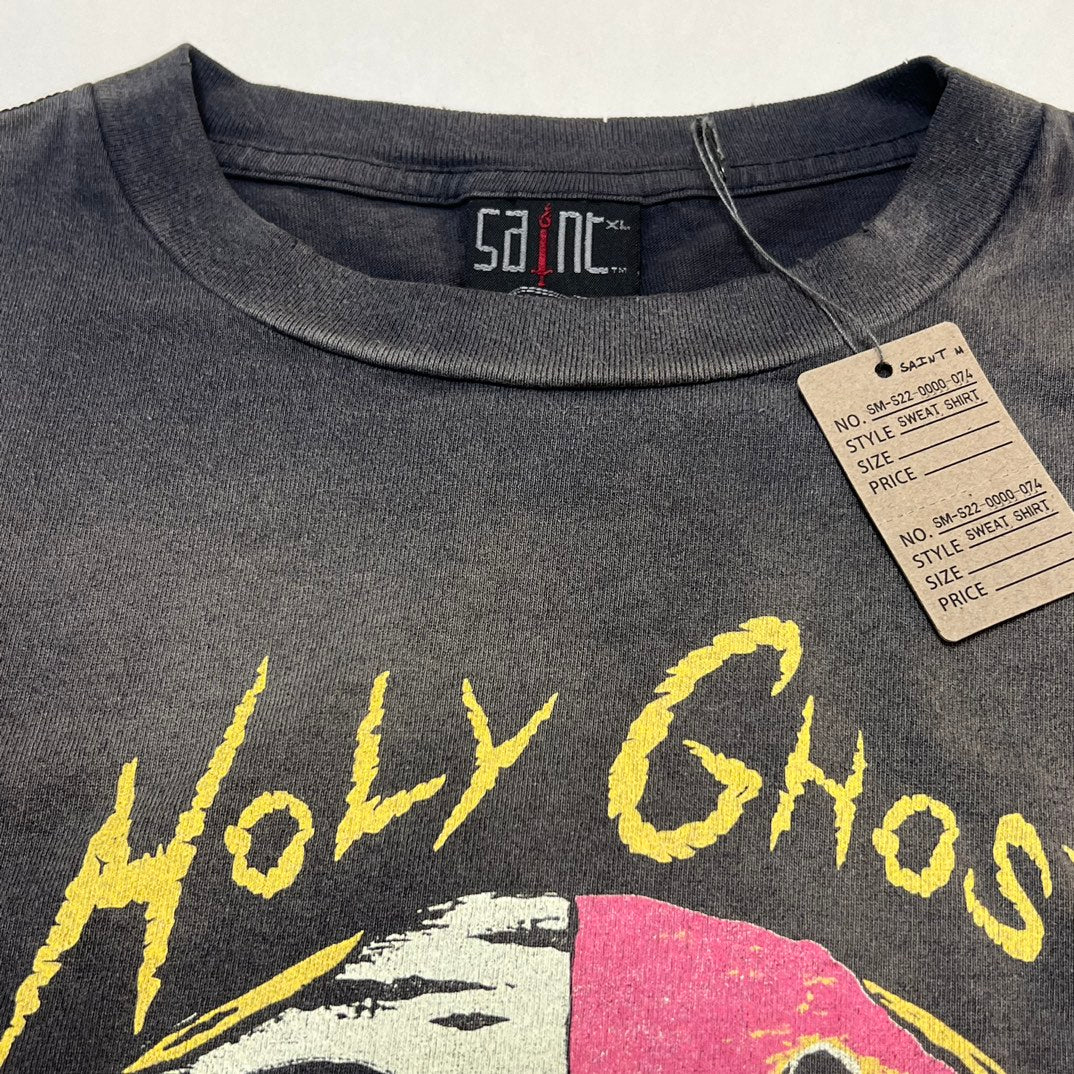 saint XL
TM
SAINT M
NO. SM-S22-0000-074
STYLE SWEAT SHIRT
SIZE
PRICE
NO. SM-S22-0000-074
STYLE SWEAT SHIRT
SIZE
PRICE
HOLY GHOS